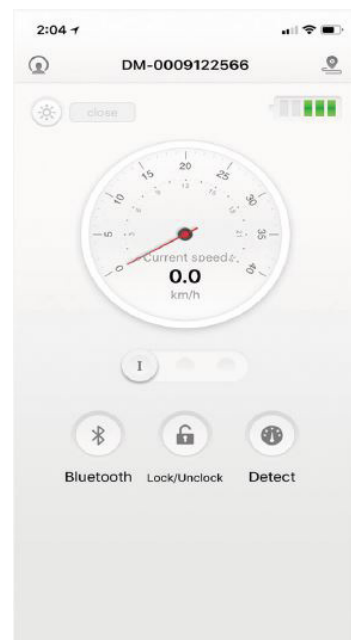 2:04
DM-0009122566
close
0 5 10 15 20 25 30 35 40
Current speed:
0.0
km/h
I
Bluetooth Lock/Unclock Detect